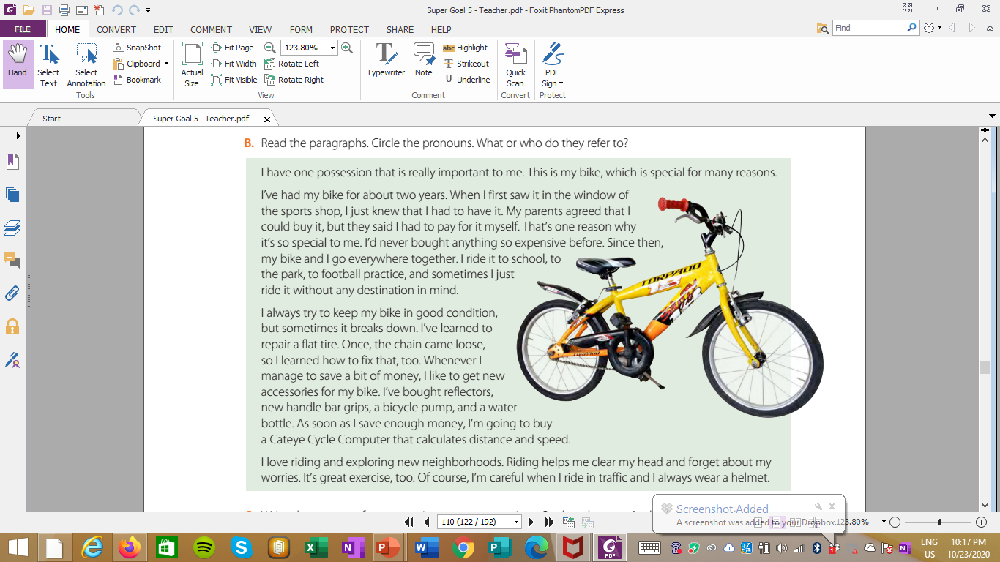 Super Goal 5 - Teacher.pdf - Foxit PhantomPDF Express
FILE HOME CONVERT EDIT COMMENT VIEW FORM PROTECT SHARE HELP
Find
Hand
Select Text
Select Annotation
SnapShot
Clipboard
Bookmark
Tools
Actual Size
Fit Page
Fit Width
Fit Visible
123.80%
Rotate Left
Rotate Right
View
Typewriter
Note
abc Highlight
T Strikeout
U Underline
Comment
Quick Scan
Convert
PDF Sign
Protect
Start
Super Goal 5 - Teacher.pdf
B. Read the paragraphs. Circle the pronouns. What or who do they refer to?
I have one possession that is really important to me. This is my bike, which is special for many reasons.
I've had my bike for about two years. When I first saw it in the window of
the sports shop, I just knew that I had to have it. My parents agreed that I
could buy it, but they said I had to pay for it myself. That's one reason why
it's so special to me. I'd never bought anything so expensive before. Since then,
my bike and I go everywhere together. I ride it to school, to
the park, to football practice, and sometimes I just
ride it without any destination in mind.
I always try to keep my bike in good condition,
but sometimes it breaks down. I've learned to
repair a flat tire. Once, the chain came loose,
so I learned how to fix that, too. Whenever I
manage to save a bit of money, I like to get new
accessories for my bike. I've bought reflectors,
new handle bar grips, a bicycle pump, and a water
bottle. As soon as I save enough money, I'm going to buy
a Cateye Cycle Computer that calculates distance and speed.
I love riding and exploring new neighborhoods. Riding helps me clear my head and forget about my
worries. It's great exercise, too. Of course, I'm careful when I ride in traffic and I always wear a helmet.
TORPADO
Screenshot Added
A screenshot was added to your Dropbox.
110 (122 / 192)
123.80%
ENG
US
10:17 PM
10/23/2020